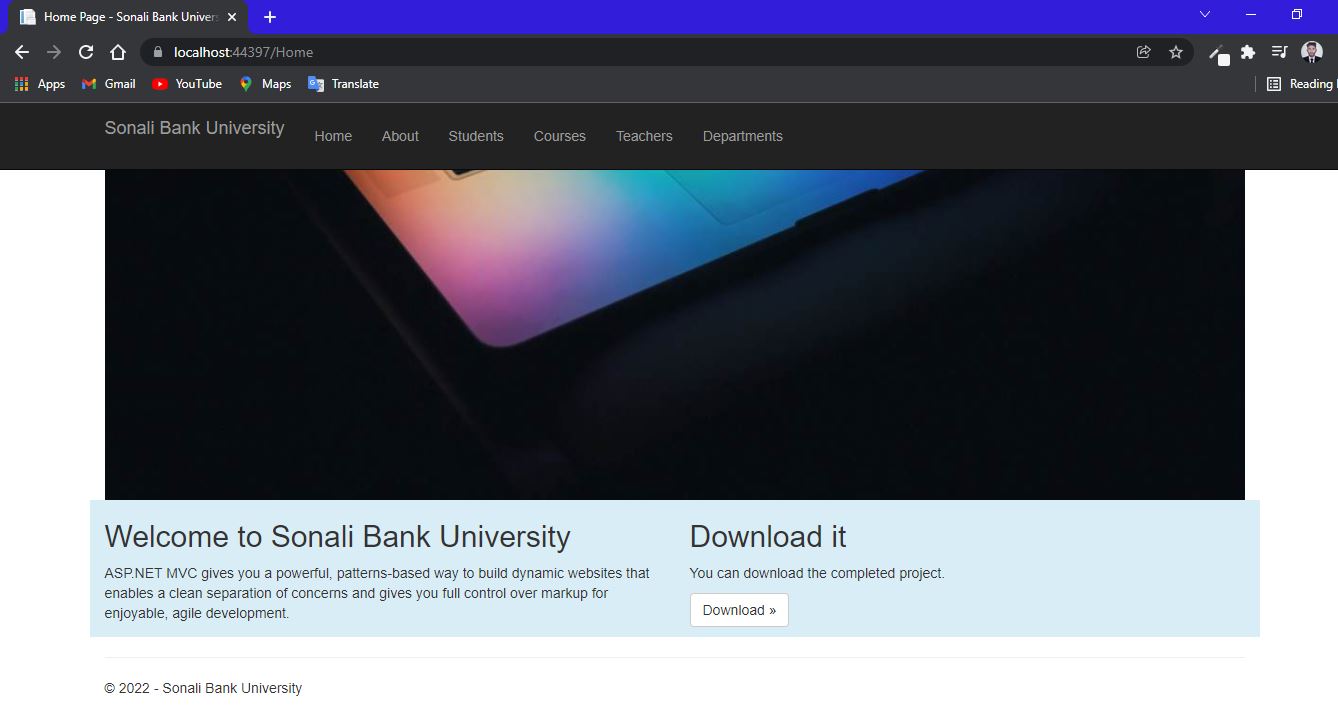 Home Page - Sonali Bank Univers
localhost:44397/Home
Apps Gmail YouTube Maps Translate Reading
Sonali Bank University Home About Students Courses Teachers Departments
Welcome to Sonali Bank University
ASP.NET MVC gives you a powerful, patterns-based way to build dynamic websites that
enables a clean separation of concerns and gives you full control over markup for
enjoyable, agile development.
Download it
You can download the completed project.
Download »
© 2022 - Sonali Bank University